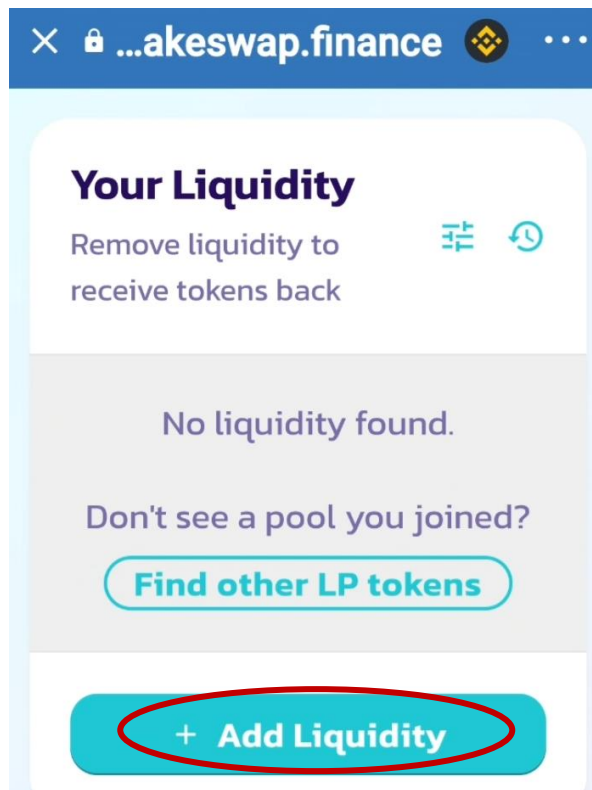 ...akeswap.finance
Your Liquidity
Remove liquidity to
receive tokens back
No liquidity found.
Don't see a pool you joined?
Find other LP tokens
+ Add Liquidity